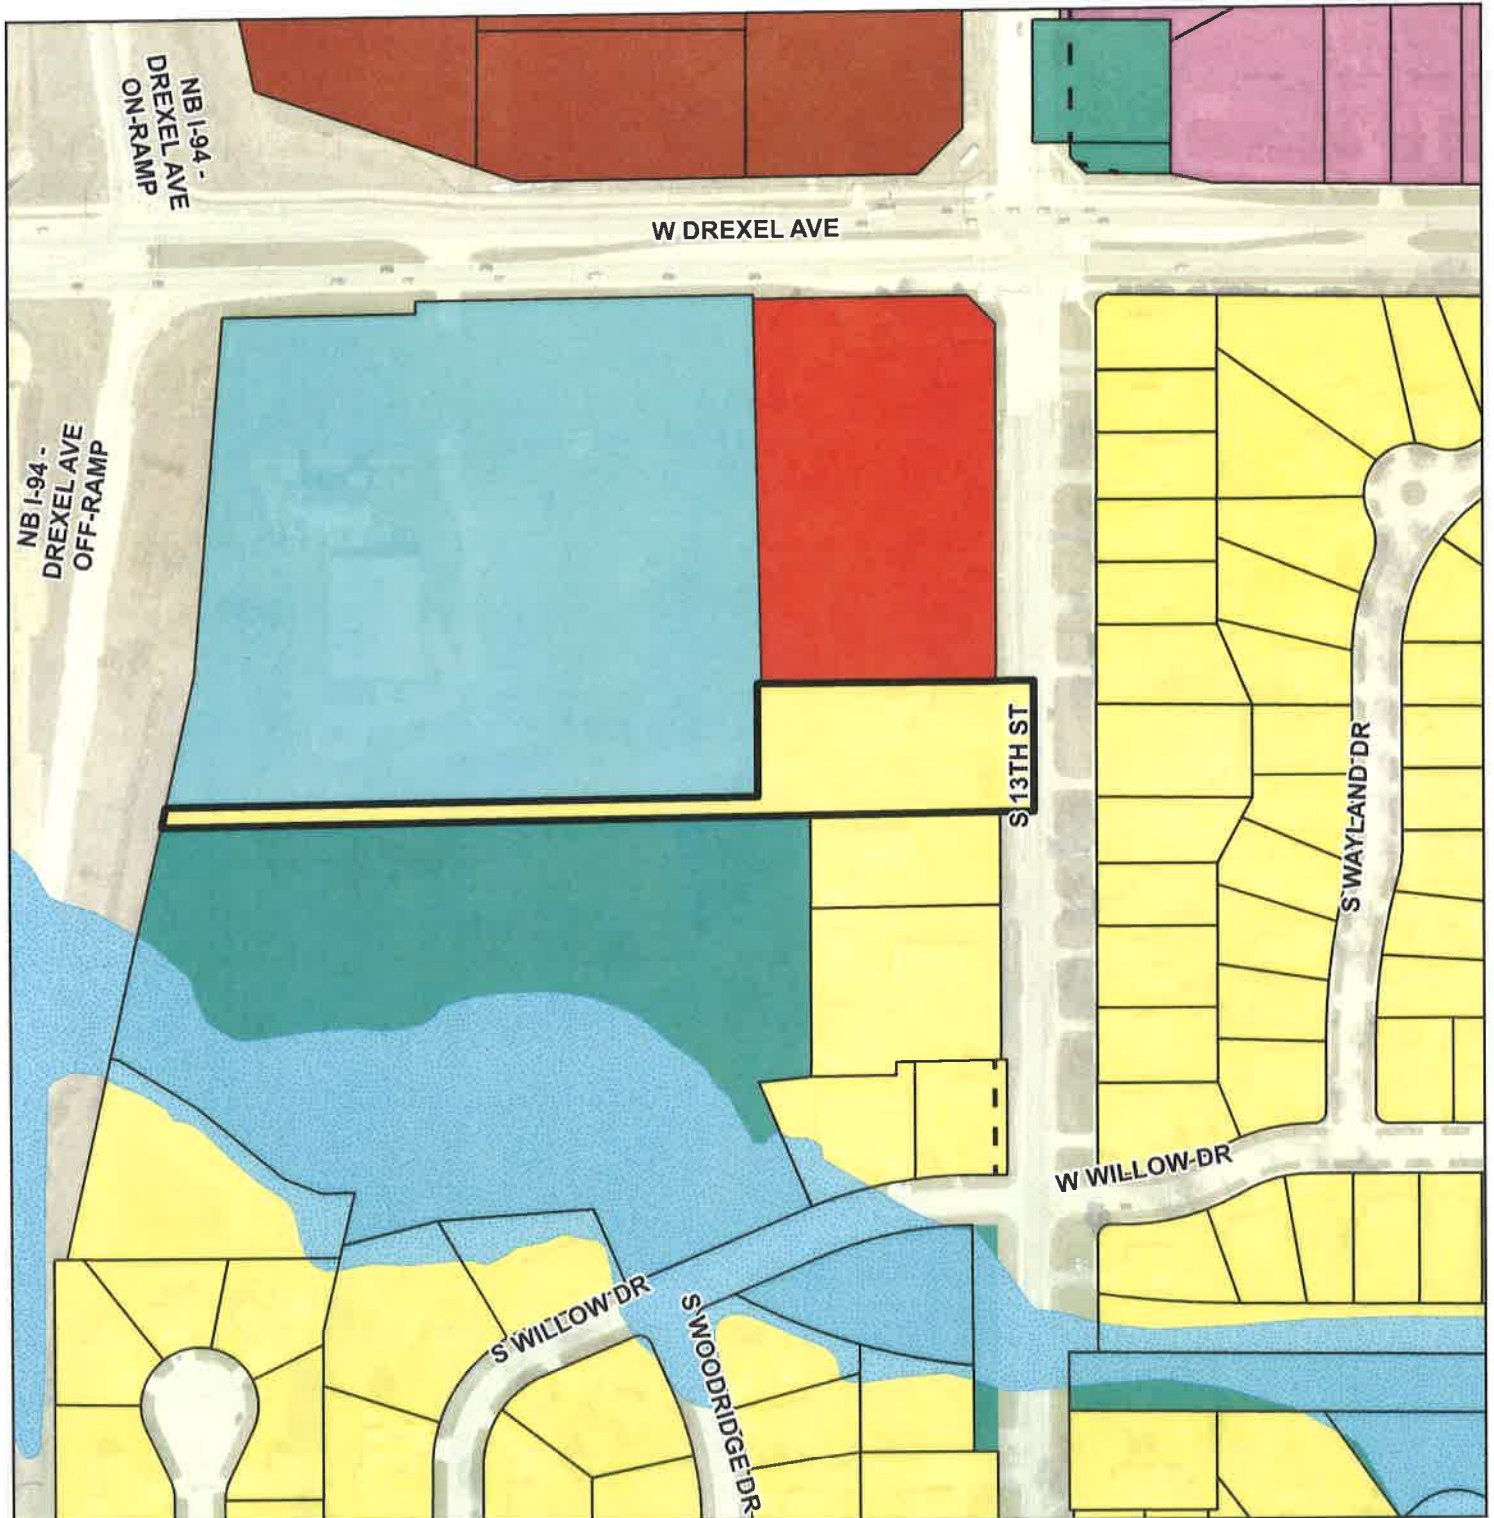 NB I-94 -
DREXEL AVE
ON-RAMP
W DREXEL AVE
NB I-94 -
DREXEL AVE
OFF-RAMP
S 13TH ST
S WAYLAND DR
W WILLOW DR
S WILLOW DR
S WOODRIDGE DR